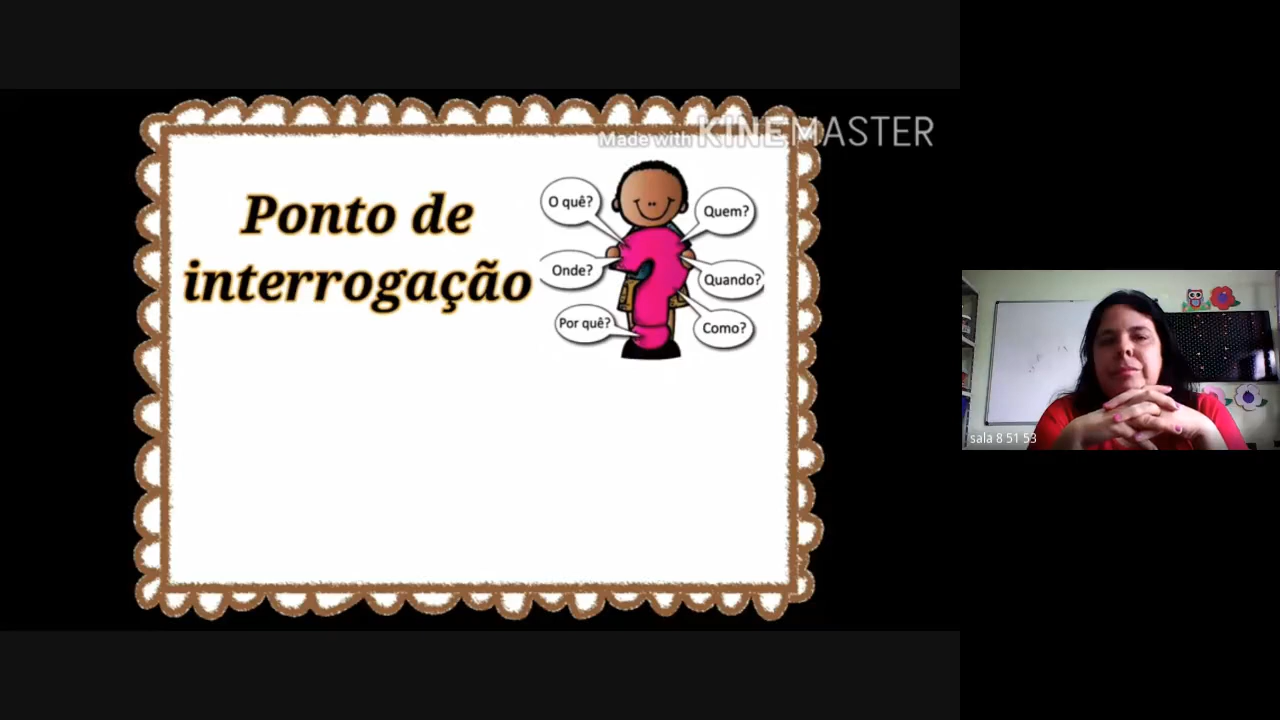 Made with KINEMASTER
Ponto de
interrogação
O quê?
Quem?
Onde?
Quando?
Por quê?
Como?
sala 8 51 53